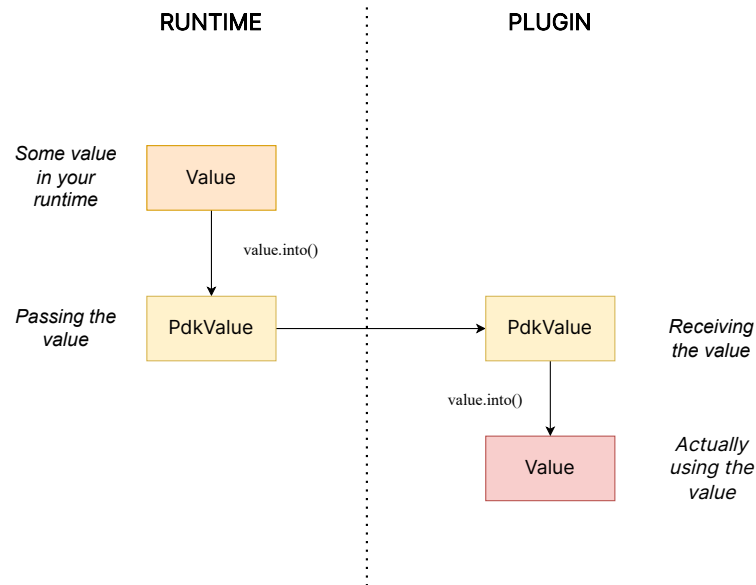 RUNTIME
PLUGIN
Some value
in your
runtime
Value
value.into()
Passing the
value
PdkValue
PdkValue
Receiving
the value
value.into()
Value
Actually
using the
value